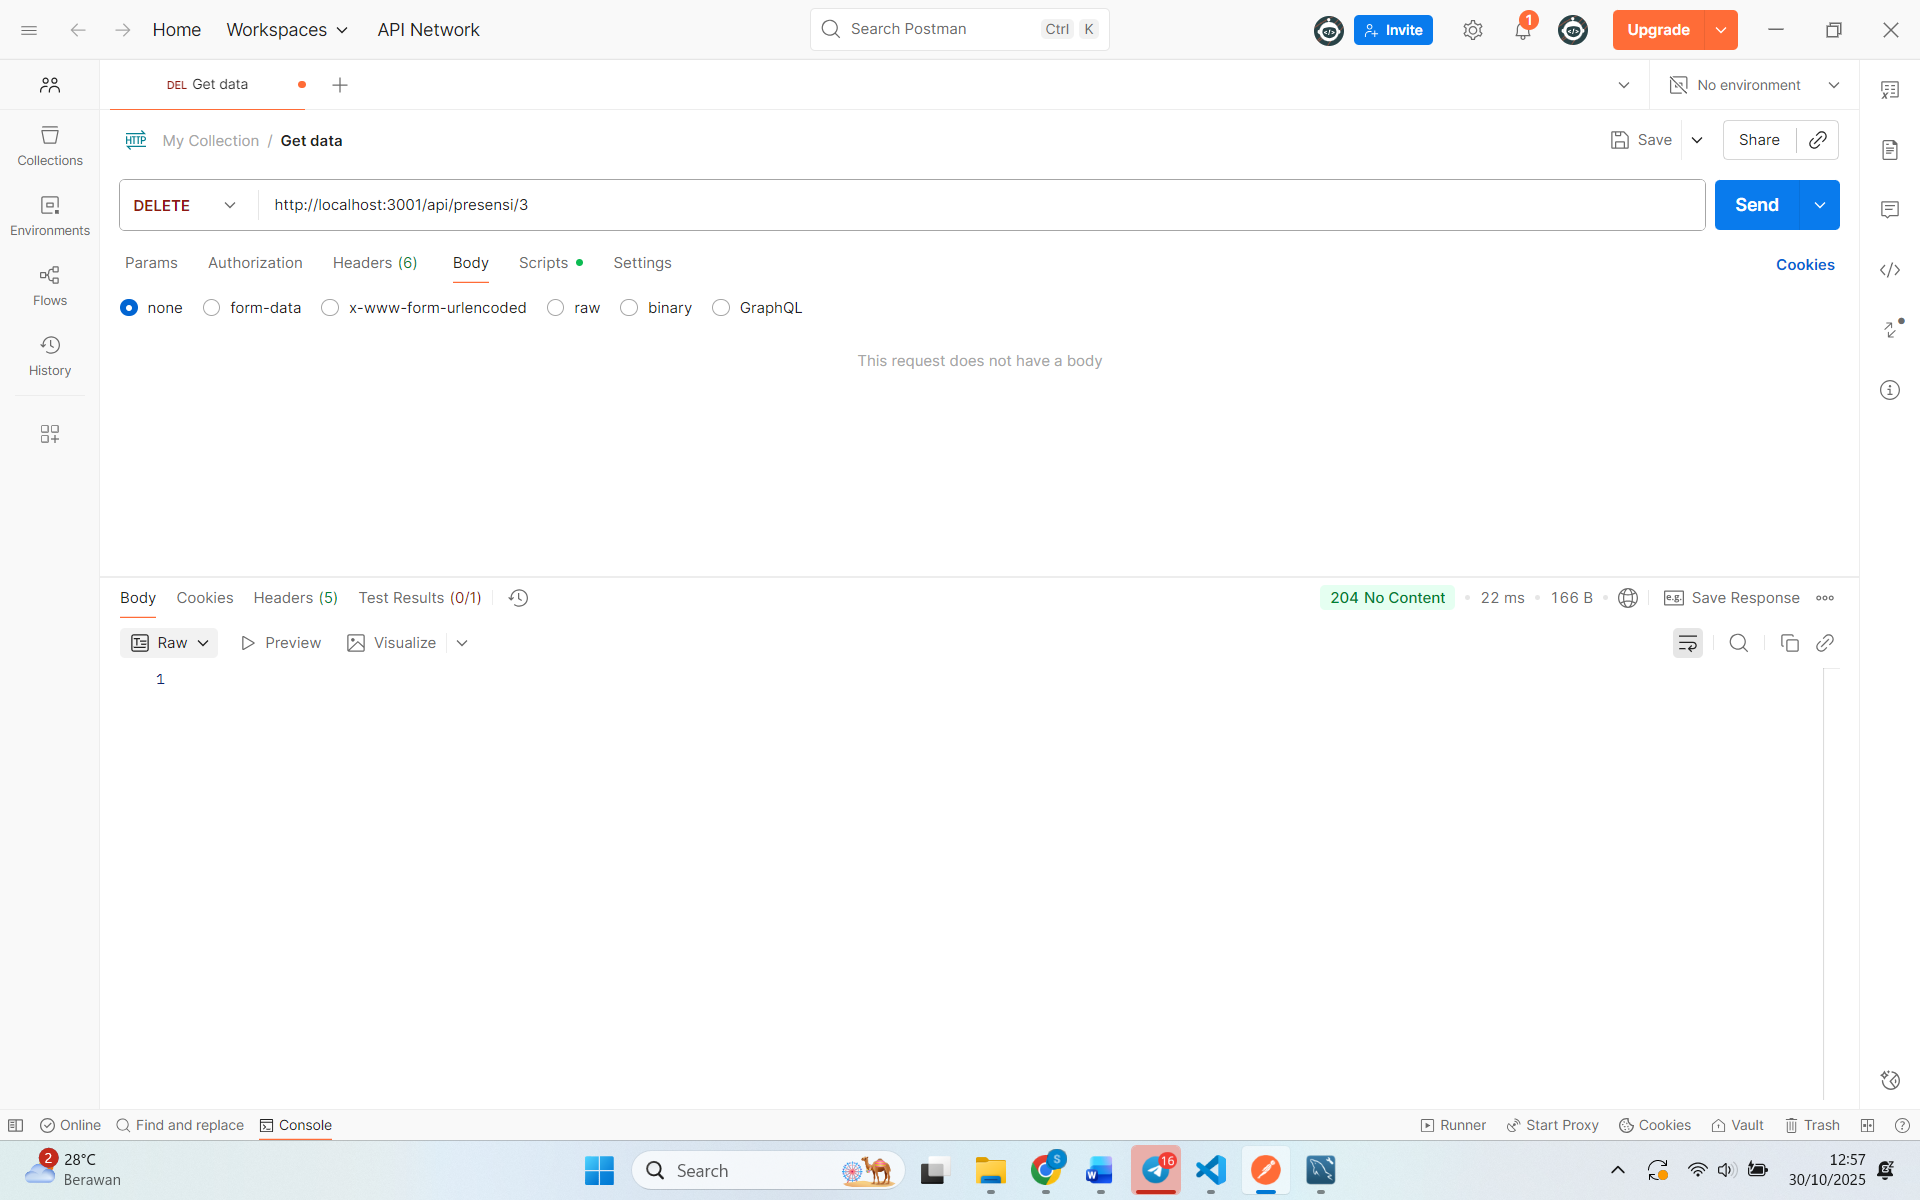 Home Workspaces API Network Search Postman Ctrl K Invite 1 Upgrade
DEL Get data No environment
HTTP My Collection / Get data Save Share
Collections
DELETE http://localhost:3001/api/presensi/3 Send
Environments
Params Authorization Headers (6) Body Scripts Settings Cookies
Flows
none form-data x-www-form-urlencoded raw binary GraphQL
History
This request does not have a body
Body Cookies Headers (5) Test Results (0/1) 204 No Content 22 ms 166 B e.g. Save Response
Raw Preview Visualize
1
Online Find and replace Console Runner Start Proxy Cookies Vault Trash
2 28°C Search S W 16 12:57
Berawan 30/10/2025